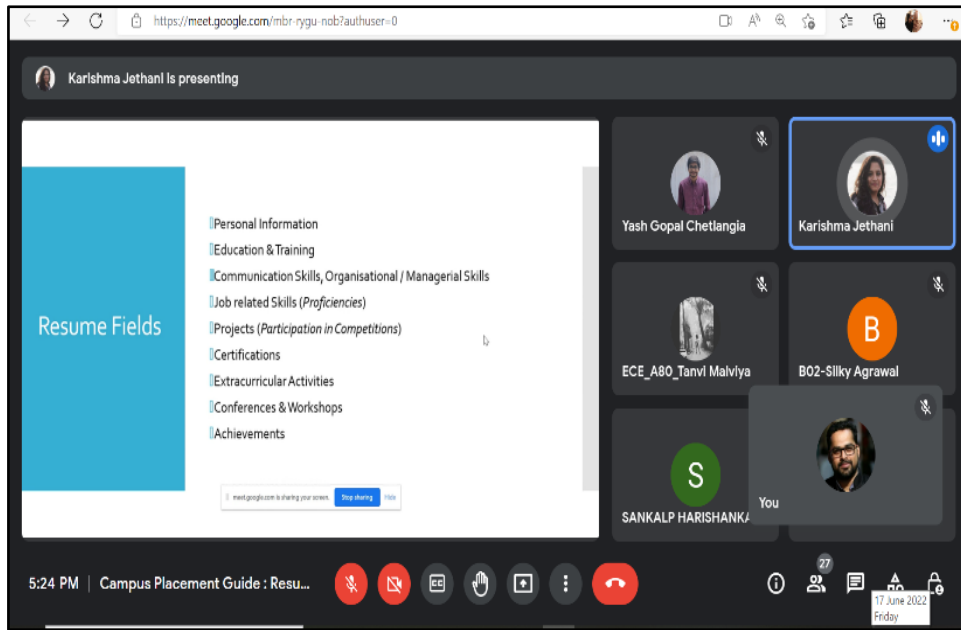 https://meet.google.com/mbr-rygu-nob?authuser=0
Karishma Jethani is presenting
Resume Fields
Personal Information
Education & Training
Communication Skills, Organisational / Managerial Skills
Job related Skills (Proficiencies)
Projects (Participation in Competitions)
Certifications
Extracurricular Activities
Conferences & Workshops
Achievements
meet.google.com is sharing your screen. Stop sharing Hide
Yash Gopal Chetlangia
Karishma Jethani
ECE_A80_Tanvi Malviya
B
B02-Silky Agrawal
S
SANKALP HARISHANKA
You
5:24 PM | Campus Placement Guide : Resu...
CC
27
17 June 2022
Friday